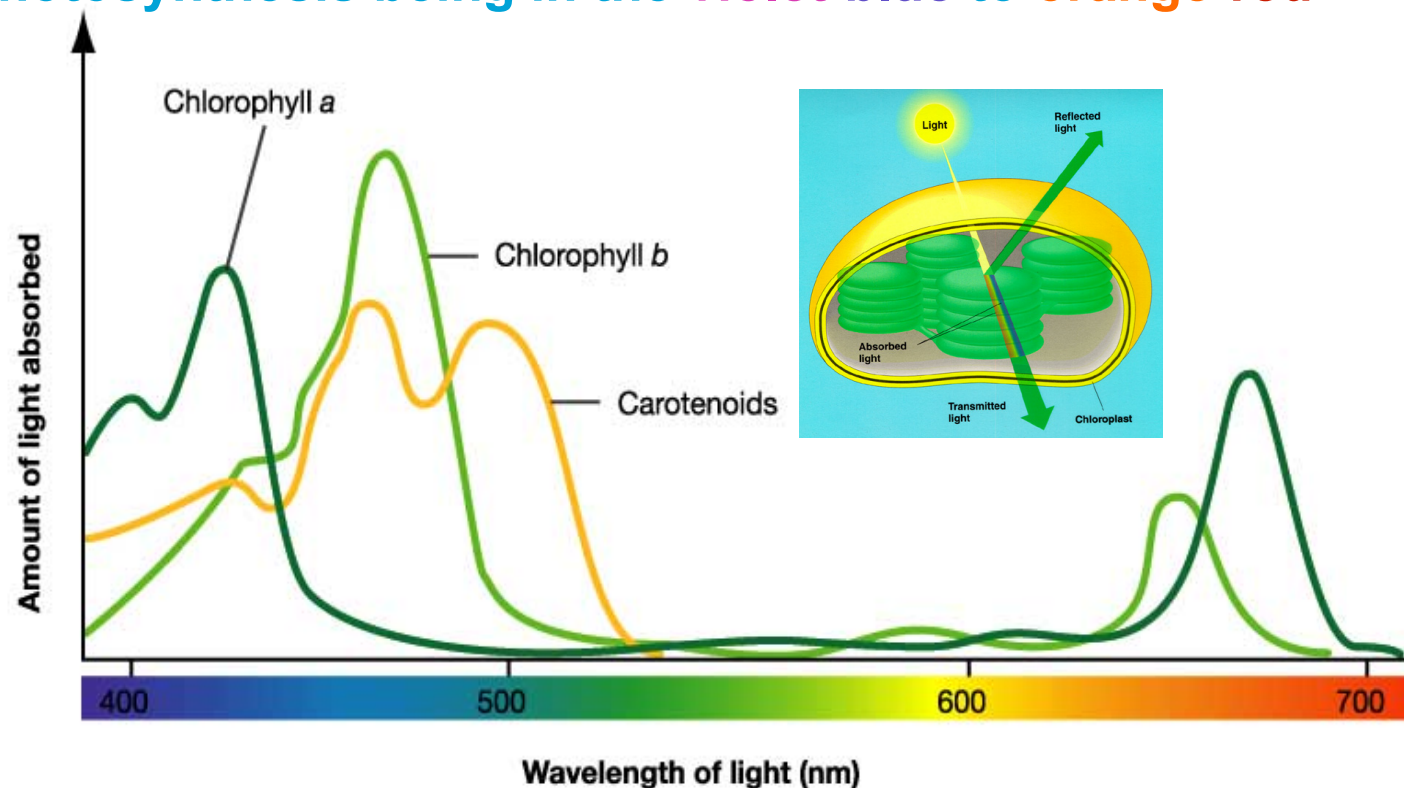 Chlorophyll a
Chlorophyll b
Carotenoids
Amount of light absorbed
Light
Reflected
light
Absorbed
light
Transmitted
light
Chloroplast
400 500 600 700
Wavelength of light (nm)